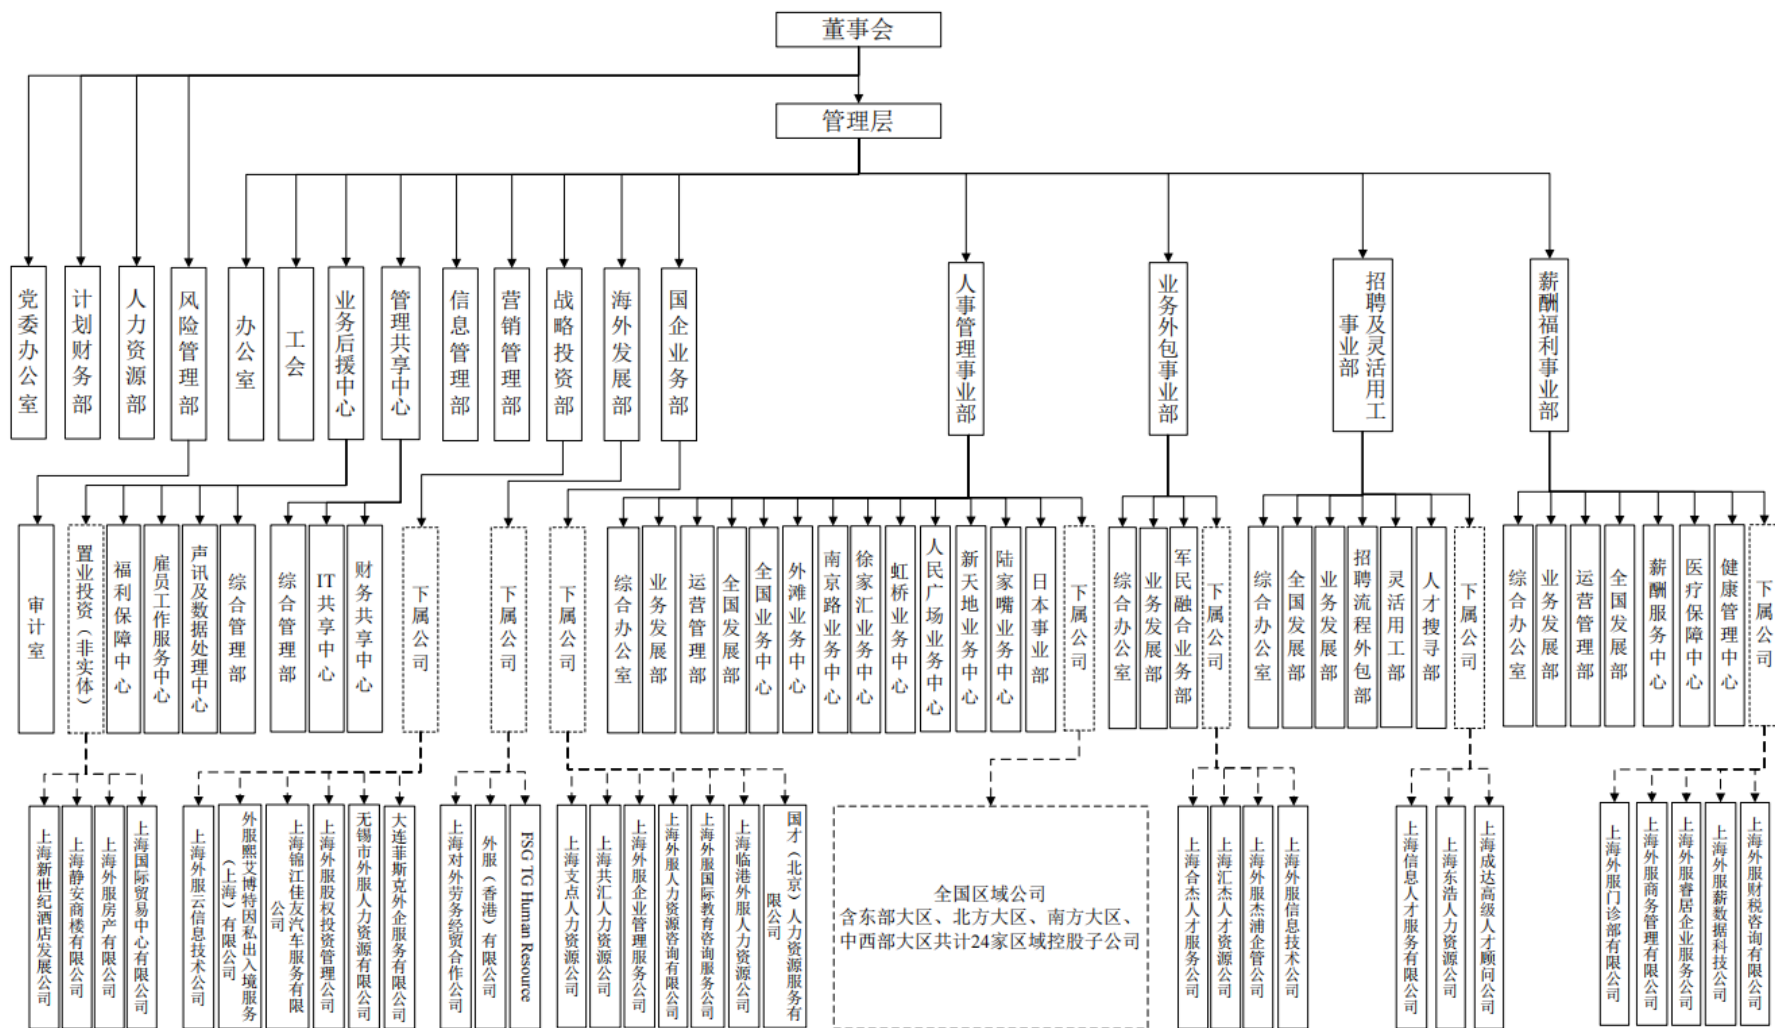 董事会
管理层
党委办公室
计划财务部
人力资源部
风险管理部
办公室
工会
业务后援中心
管理共享中心
信息管理部
营销管理部
战略投资部
海外发展部
国企业务部
人事管理事业部
业务外包事业部
招聘及灵活用工
事业部
薪酬福利事业部
审计室
置业投资（非实体）
福利保障中心
雇员工作服务中心
声讯及数据处理中心
综合管理部
综合管理部
IT共享中心
财务共享中心
下属公司
下属公司
下属公司
综合办公室
业务发展部
运营管理部
全国发展部
全国业务中心
外滩业务中心
南京路业务中心
徐家汇业务中心
虹桥业务中心
人民广场业务中心
新天地业务中心
陆家嘴业务中心
日本事业部
下属公司
综合办公室
业务发展部
军民融合业务部
下属公司
综合办公室
全国发展部
业务发展部
招聘流程外包部
灵活用工部
人才搜寻部
下属公司
综合办公室
业务发展部
运营管理部
全国发展部
薪酬服务中心
医疗保障中心
健康管理中心
下属公司
上海新世纪酒店发展公司
上海静安商楼有限公司
上海外服房产有限公司
上海国际贸易中心有限公司
上海外服云信息技术公司
外服熙艾博特因私出入境服务
（上海）有限公司
上海锦江佳友汽车服务有限
公司
上海外服股权投资管理公司
无锡市外服人力资源有限公司
大连菲斯克外企服务有限公司
上海对外劳务经贸合作公司
外服（香港）有限公司
FSG TG Human Resource
上海支点人力资源公司
上海共汇人力资源公司
上海外服企业管理服务公司
上海外服人力资源咨询有限公司
上海外服国际教育咨询服务公司
上海临港外服人力资源公司
国才（北京）人力资源服务有
限公司
全国区域公司
含东部大区、北方大区、南方大区、
中西部大区共计24家区域控股子公司
上海合杰人才服务公司
上海汇杰人才资源公司
上海外服杰浦企管公司
上海外服信息技术公司
上海信息人才服务有限公司
上海东浩人力资源公司
上海成达高级人才顾问公司
上海外服门诊部有限公司
上海外服商务管理有限公司
上海外服睿居企业服务公司
上海外服薪数据科技公司
上海外服财税咨询有限公司